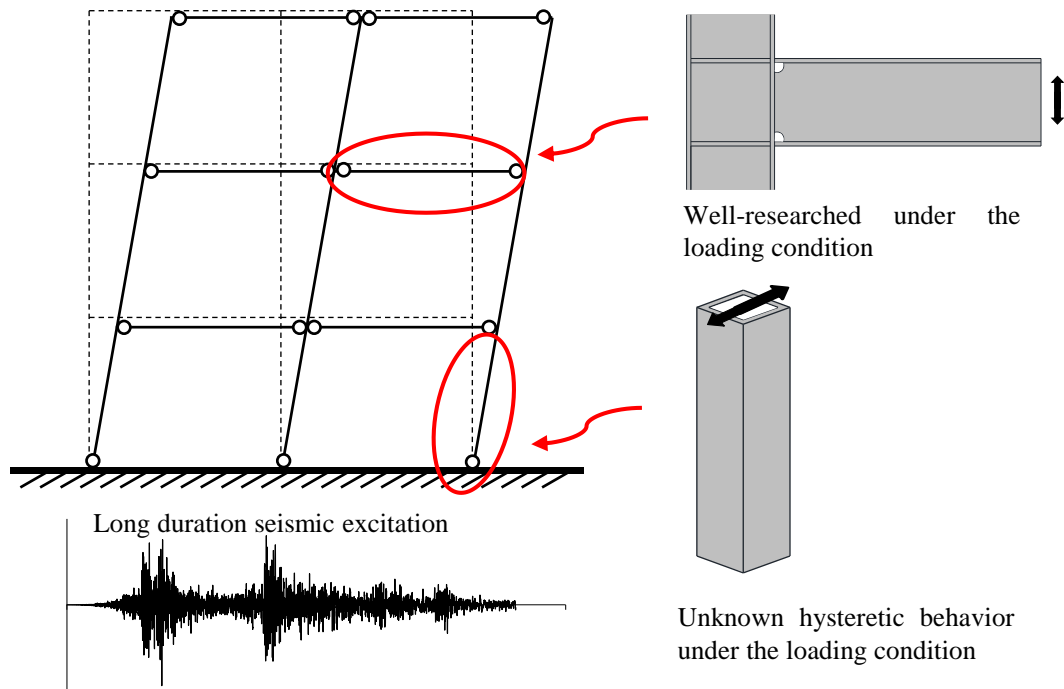 Well-researched under the
loading condition
Long duration seismic excitation
Unknown hysteretic behavior
under the loading condition